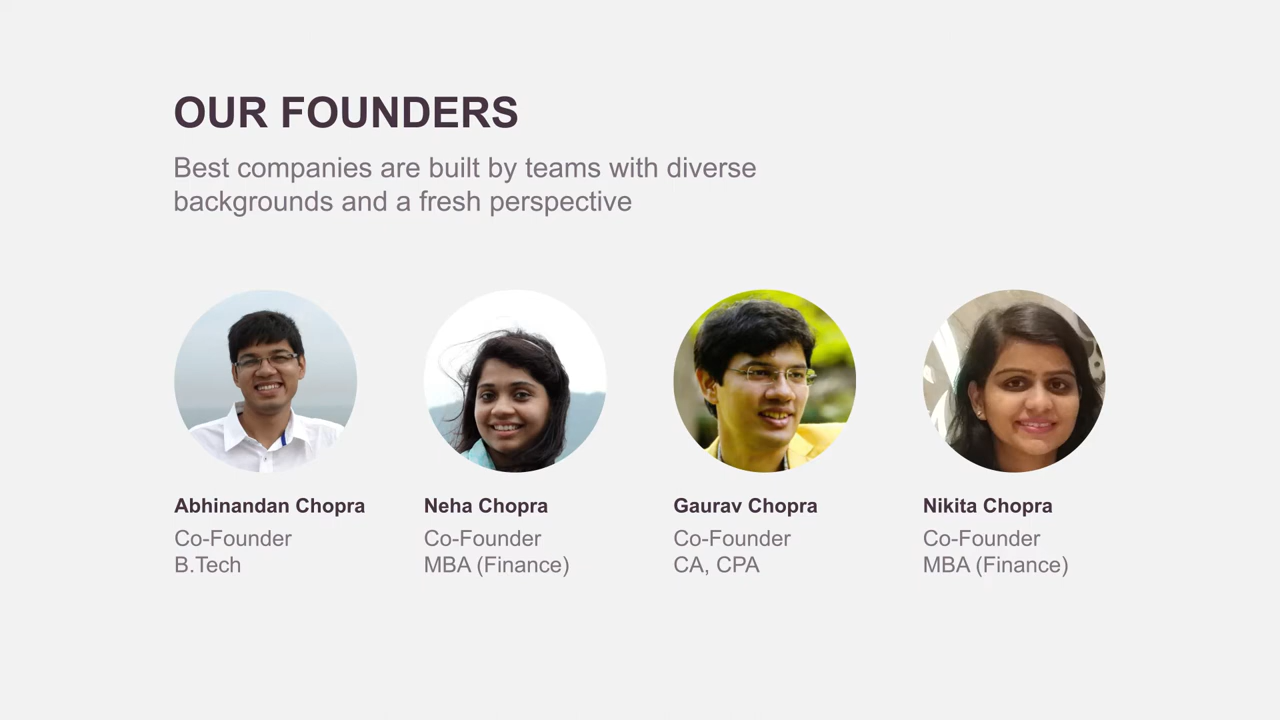 OUR FOUNDERS
Best companies are built by teams with diverse
backgrounds and a fresh perspective
Abhinandan Chopra
Co-Founder
B.Tech
Neha Chopra
Co-Founder
MBA (Finance)
Gaurav Chopra
Co-Founder
CA, CPA
Nikita Chopra
Co-Founder
MBA (Finance)